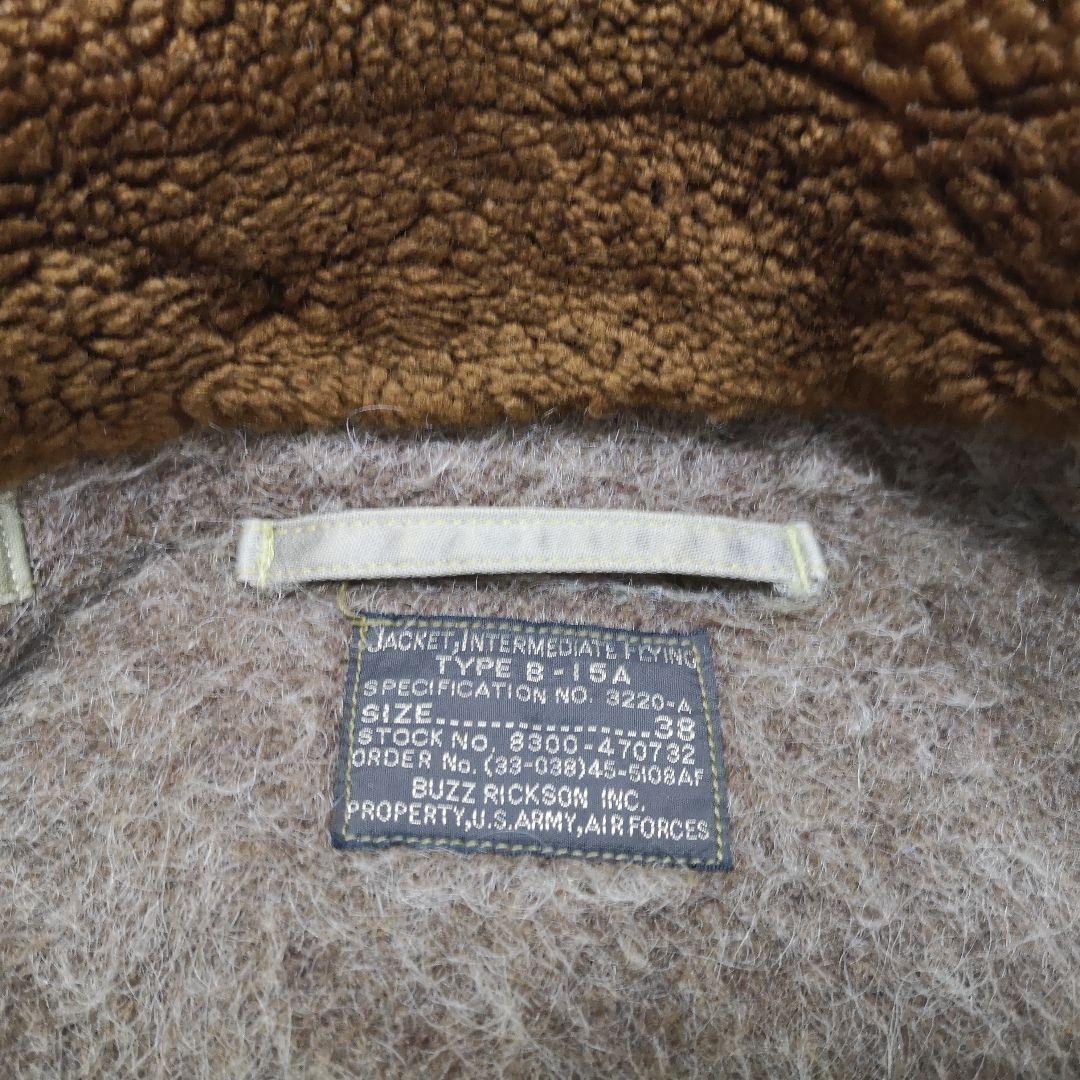 JACKET, INTERMEDIATE FLYING
TYPE B-15A
SPECIFICATION NO. 3220-A
SIZE....................38
STOCK NO. 8300-470732
ORDER No. (33-038)45-5108AF
BUZZ RICKSON INC.
PROPERTY, U.S. ARMY, AIR FORCES